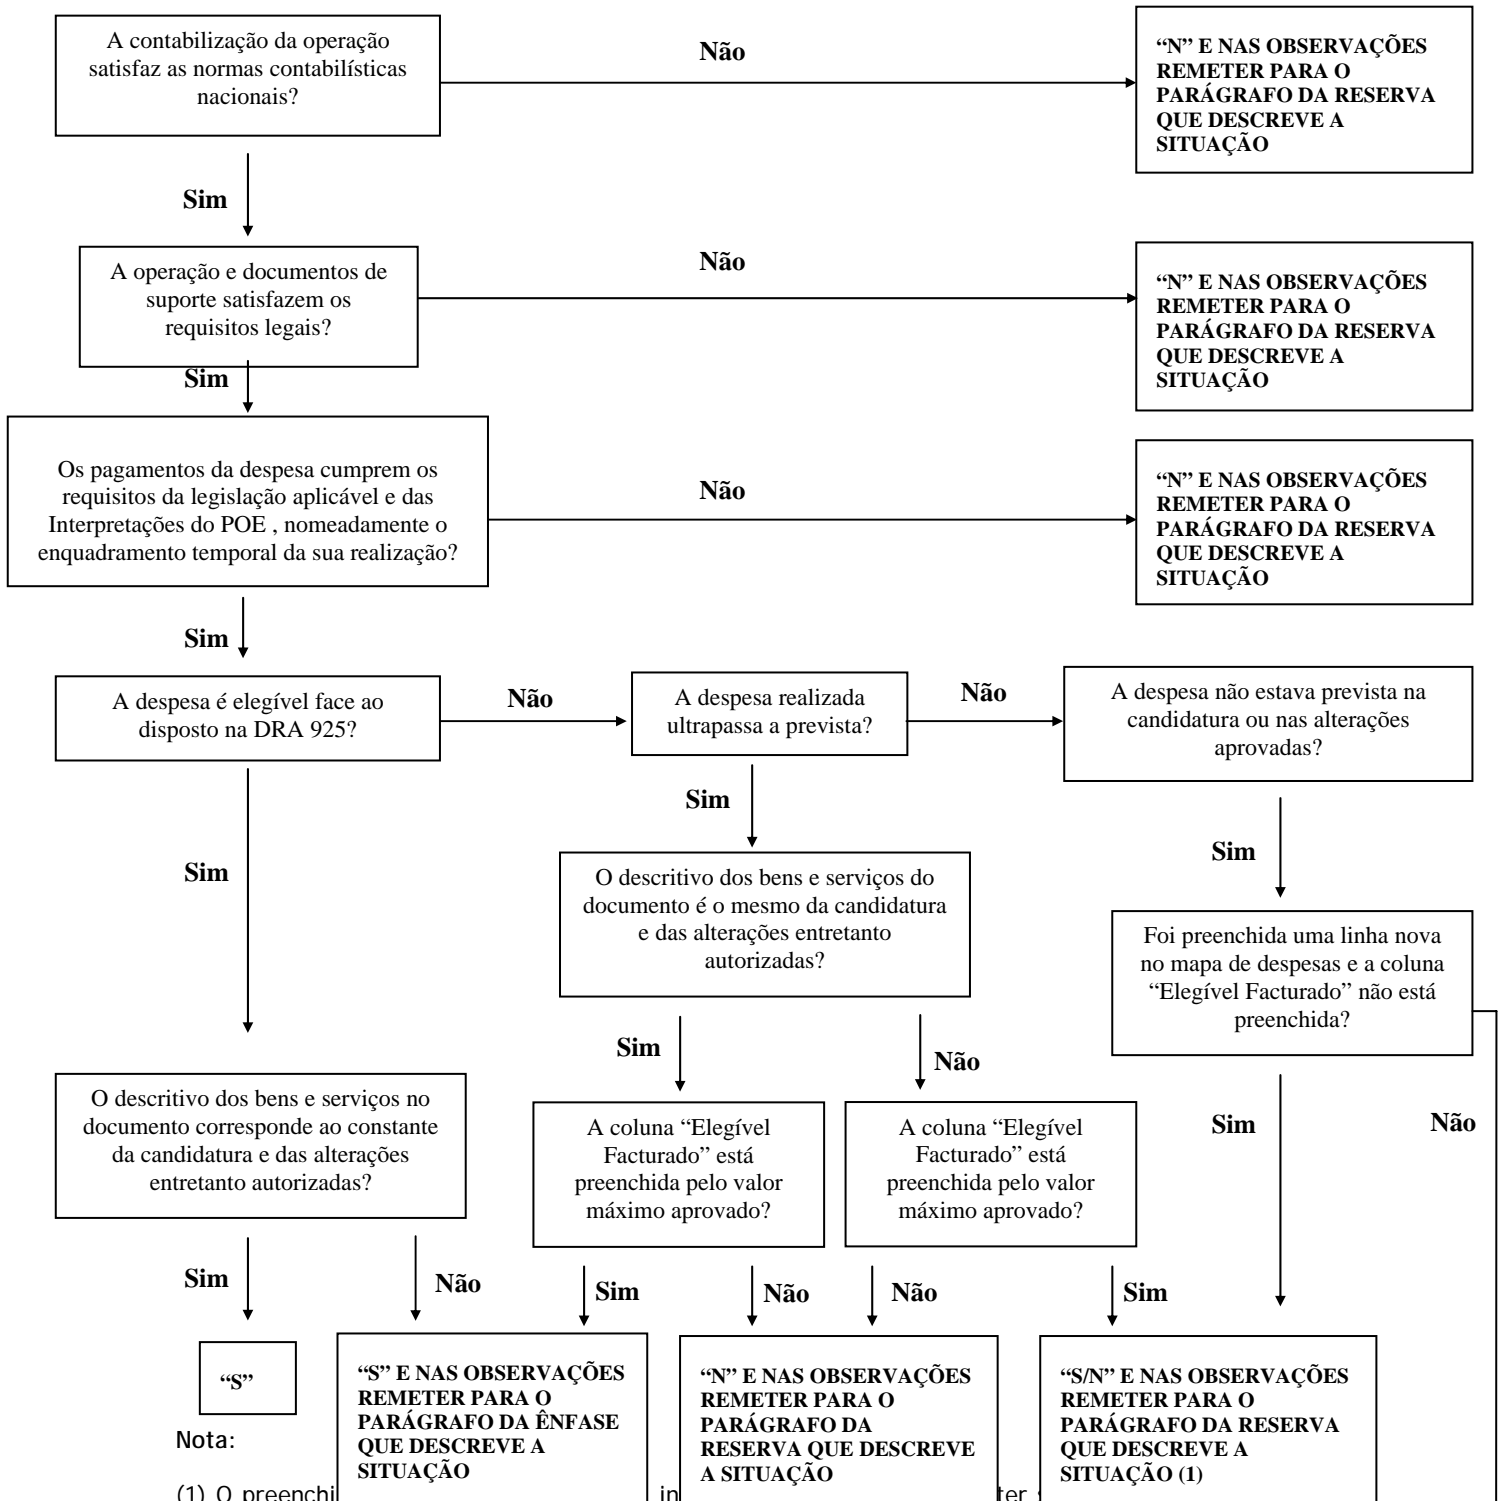 A contabilização da operação
satisfaz as normas contabilísticas
nacionais?
Não
“N” E NAS OBSERVAÇÕES
REMETER PARA O
PARÁGRAFO DA RESERVA
QUE DESCREVE A
SITUAÇÃO
Sim
A operação e documentos de
suporte satisfazem os
requisitos legais?
Não
“N” E NAS OBSERVAÇÕES
REMETER PARA O
PARÁGRAFO DA RESERVA
QUE DESCREVE A
SITUAÇÃO
Sim
Os pagamentos da despesa cumprem os
requisitos da legislação aplicável e das
Interpretações do POE , nomeadamente o
enquadramento temporal da sua realização?
Não
“N” E NAS OBSERVAÇÕES
REMETER PARA O
PARÁGRAFO DA RESERVA
QUE DESCREVE A
SITUAÇÃO
Sim
A despesa é elegível face ao
disposto na DRA 925?
Não
A despesa realizada
ultrapassa a prevista?
Não
A despesa não estava prevista na
candidatura ou nas alterações
aprovadas?
Sim
Sim
Sim
O descritivo dos bens e serviços do
documento é o mesmo da candidatura
e das alterações entretanto
autorizadas?
Foi preenchida uma linha nova
no mapa de despesas e a coluna
“Elegível Facturado” não está
preenchida?
Sim
Não
O descritivo dos bens e serviços no
documento corresponde ao constante
da candidatura e das alterações
entretanto autorizadas?
A coluna “Elegível
Facturado” está
preenchida pelo valor
máximo aprovado?
A coluna “Elegível
Facturado” está
preenchida pelo valor
máximo aprovado?
Sim
Não
Sim
Não
Sim
Não
Não
Sim
“S”
“S” E NAS OBSERVAÇÕES
REMETER PARA O
PARÁGRAFO DA ÊNFASE
QUE DESCREVE A
SITUAÇÃO
“N” E NAS OBSERVAÇÕES
REMETER PARA O
PARÁGRAFO DA
RESERVA QUE DESCREVE
A SITUAÇÃO
“S/N” E NAS OBSERVAÇÕES
REMETER PARA O
PARÁGRAFO DA RESERVA
QUE DESCREVE A
SITUAÇÃO (1)
Nota:
(1) O